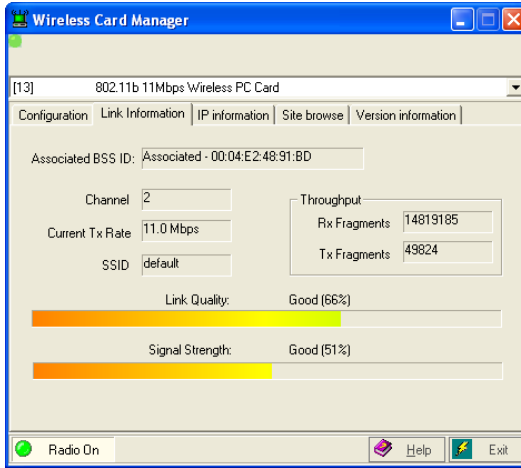 Wireless Card Manager
[13] 802.11b 11Mbps Wireless PC Card
Configuration Link Information IP information Site browse Version information
Associated BSS ID: Associated - 00:04:E2:48:91:BD
Channel 2
Throughput
Rx Fragments 14819185
Current Tx Rate 11.0 Mbps
Tx Fragments 49824
SSID default
Link Quality: Good (66%)
Signal Strength: Good (51%)
Radio On Help Exit